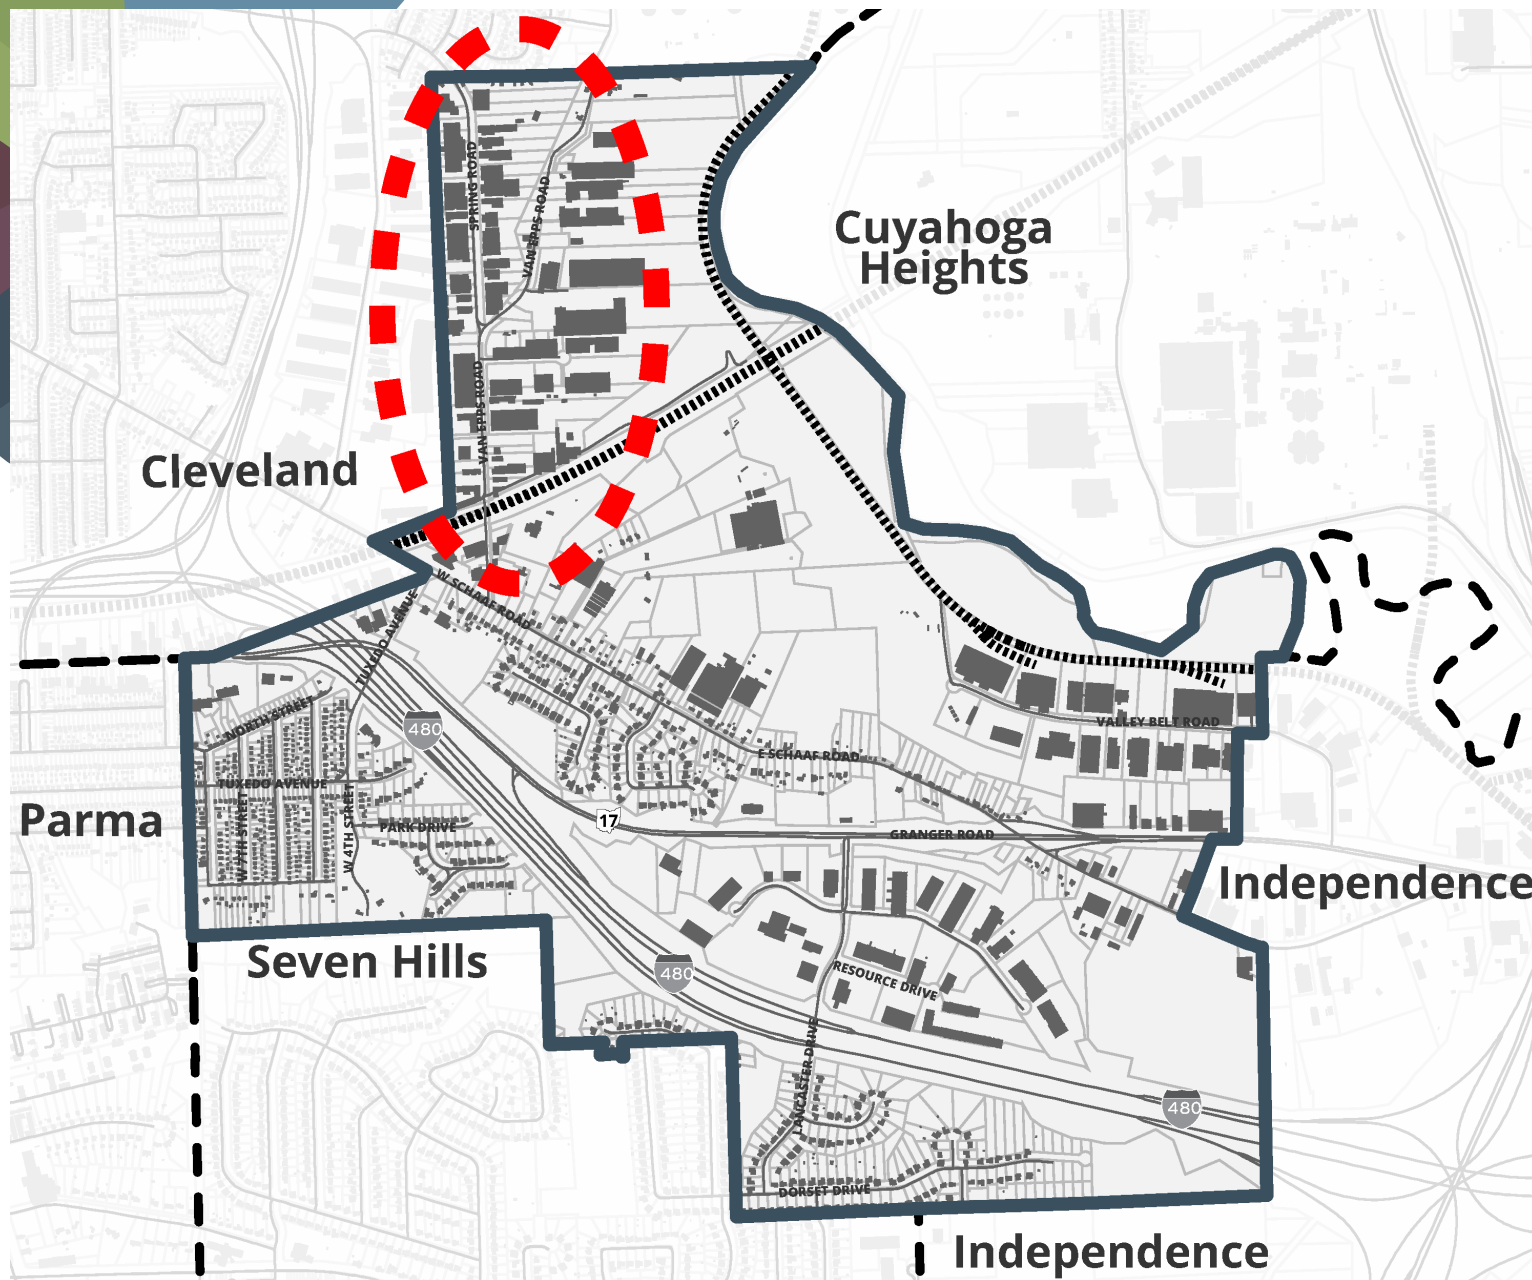 Cuyahoga
Heights
SPRING ROAD
VAN EPPS ROAD
VAN EPPS ROAD
Cleveland
W SCHAAF ROAD
TUXEDO AVENUE
NORTH STREET
480
VALLEY BELT ROAD
E SCHAAF ROAD
TUXEDO AVENUE
W 7TH STREET
W 4TH STREET
Parma
PARK DRIVE
17
GRANGER ROAD
Independence
Seven Hills
480
RESOURCE DRIVE
LANCASTER DRIVE
480
DORSET DRIVE
Independence